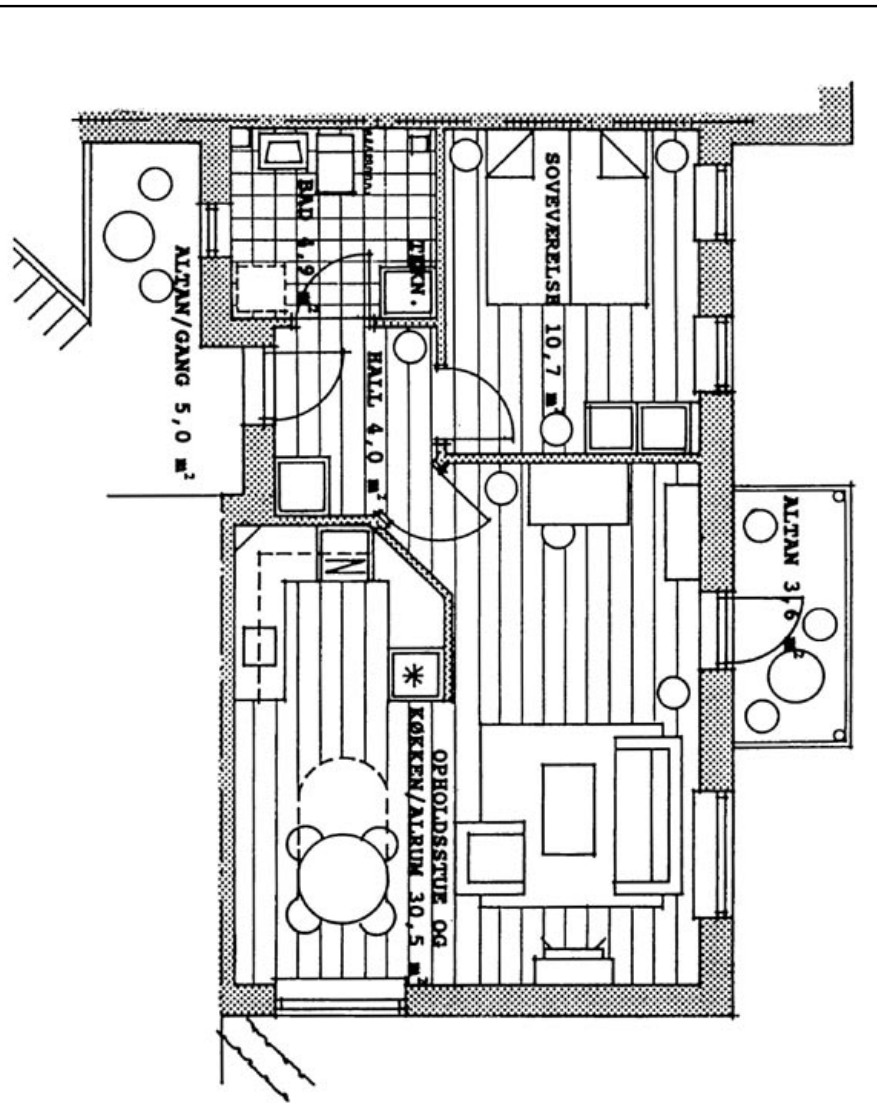 ALTAN 3,6 m²
SOVEVÆRELSE 10,7 m²
OPHOLDSSTUE OG
KØKKEN/ALRUM 30,5 m²
TEKN.
HALL 4,0 m²
BAD 4,9 m²
ALTAN/GANG 5,0 m²
N